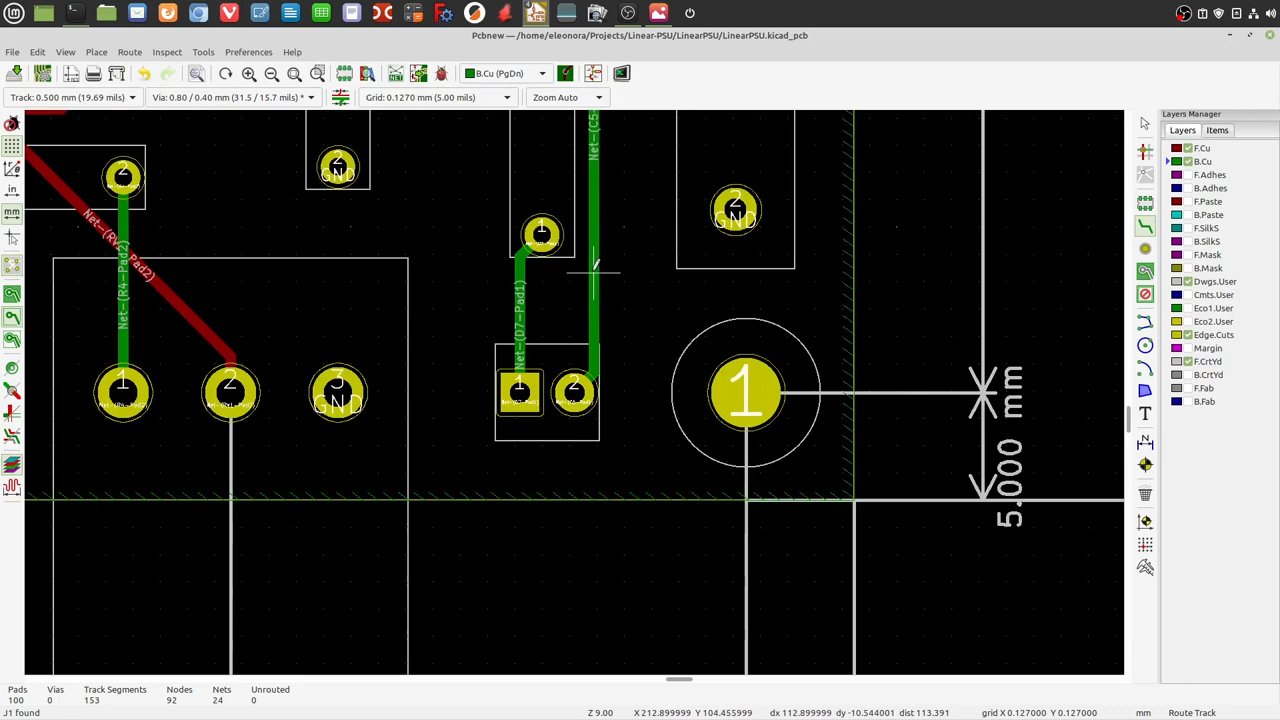 Pcbnew — /home/eleonora/Projects/Linear-PSU/LinearPSU/LinearPSU.kicad_pcb
File Edit View Place Route Inspect Tools Preferences Help
B.Cu (PgDn)
Track: 0.500 mm (19.69 mils)
Via: 0.80 / 0.40 mm (31.5 / 15.7 mils) *
Grid: 0.1270 mm (5.00 mils)
Zoom Auto
in
mm
NET
2
2
GND
Net-(C5
1
2
GND
Net-(R4-Pad2)
Net-(D7-Pad1)
1
2
3
GND
1
2
1
5.000 mm
Layers Manager
Layers Items
F.Cu
B.Cu
F.Adhes
B.Adhes
F.Paste
B.Paste
F.SilkS
B.SilkS
F.Mask
B.Mask
Dwgs.User
Cmts.User
Eco1.User
Eco2.User
Edge.Cuts
Margin
F.CrtYd
B.CrtYd
F.Fab
B.Fab
T
Pads Vias Track Segments Nodes Nets Unrouted
100 0 153 92 24 0
J1 found
Z 9.00
X 212.899999 Y 104.455999
dx 112.899999 dy -10.544001 dist 113.391
grid X 0.127000 Y 0.127000
mm
Route Track